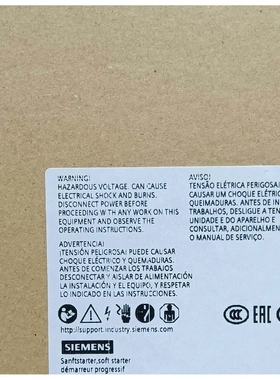 WARNING!
HAZARDOUS VOLTAGE. CAN CAUSE
ELECTRICAL SHOCK AND BURNS.
DISCONNECT POWER BEFORE
PROCEEDING WITH ANY WORK ON THIS
EQUIPMENT AND OBSERVE THE
OPERATING INSTRUCTIONS.
ADVERTENCIA!
¡TENSIÓN PELIGROSA! PUEDE CAUSAR
CHOQUE ELÉCTRICO Y QUEMADURAS.
ANTES DE COMENZAR LOS TRABAJOS
DESCONECTAR Y AISLAR DE ALIMENTACIÓN
LA INSTALACIÓN Y EL EQUIPO, Y RESPETAR
LO INDICADO EN LAS INSTRUCCIONES.
AVISO!
TENSÃO ELÉTRICA PERIGOSA
CAUSAR UM CHOQUE ELÉTRICO
QUEIMADURAS. ANTES DE IN
TRABALHOS, DESLIGUE A TEN
UNIDADE E DO APARELHO E
CONSULTAR, ADICIONALMEN
O MANUAL DE SERVIÇO.
http://support.industry.siemens.com
CCC EAC
SIEMENS
Sanftstarter, soft starter
démarreur progressif